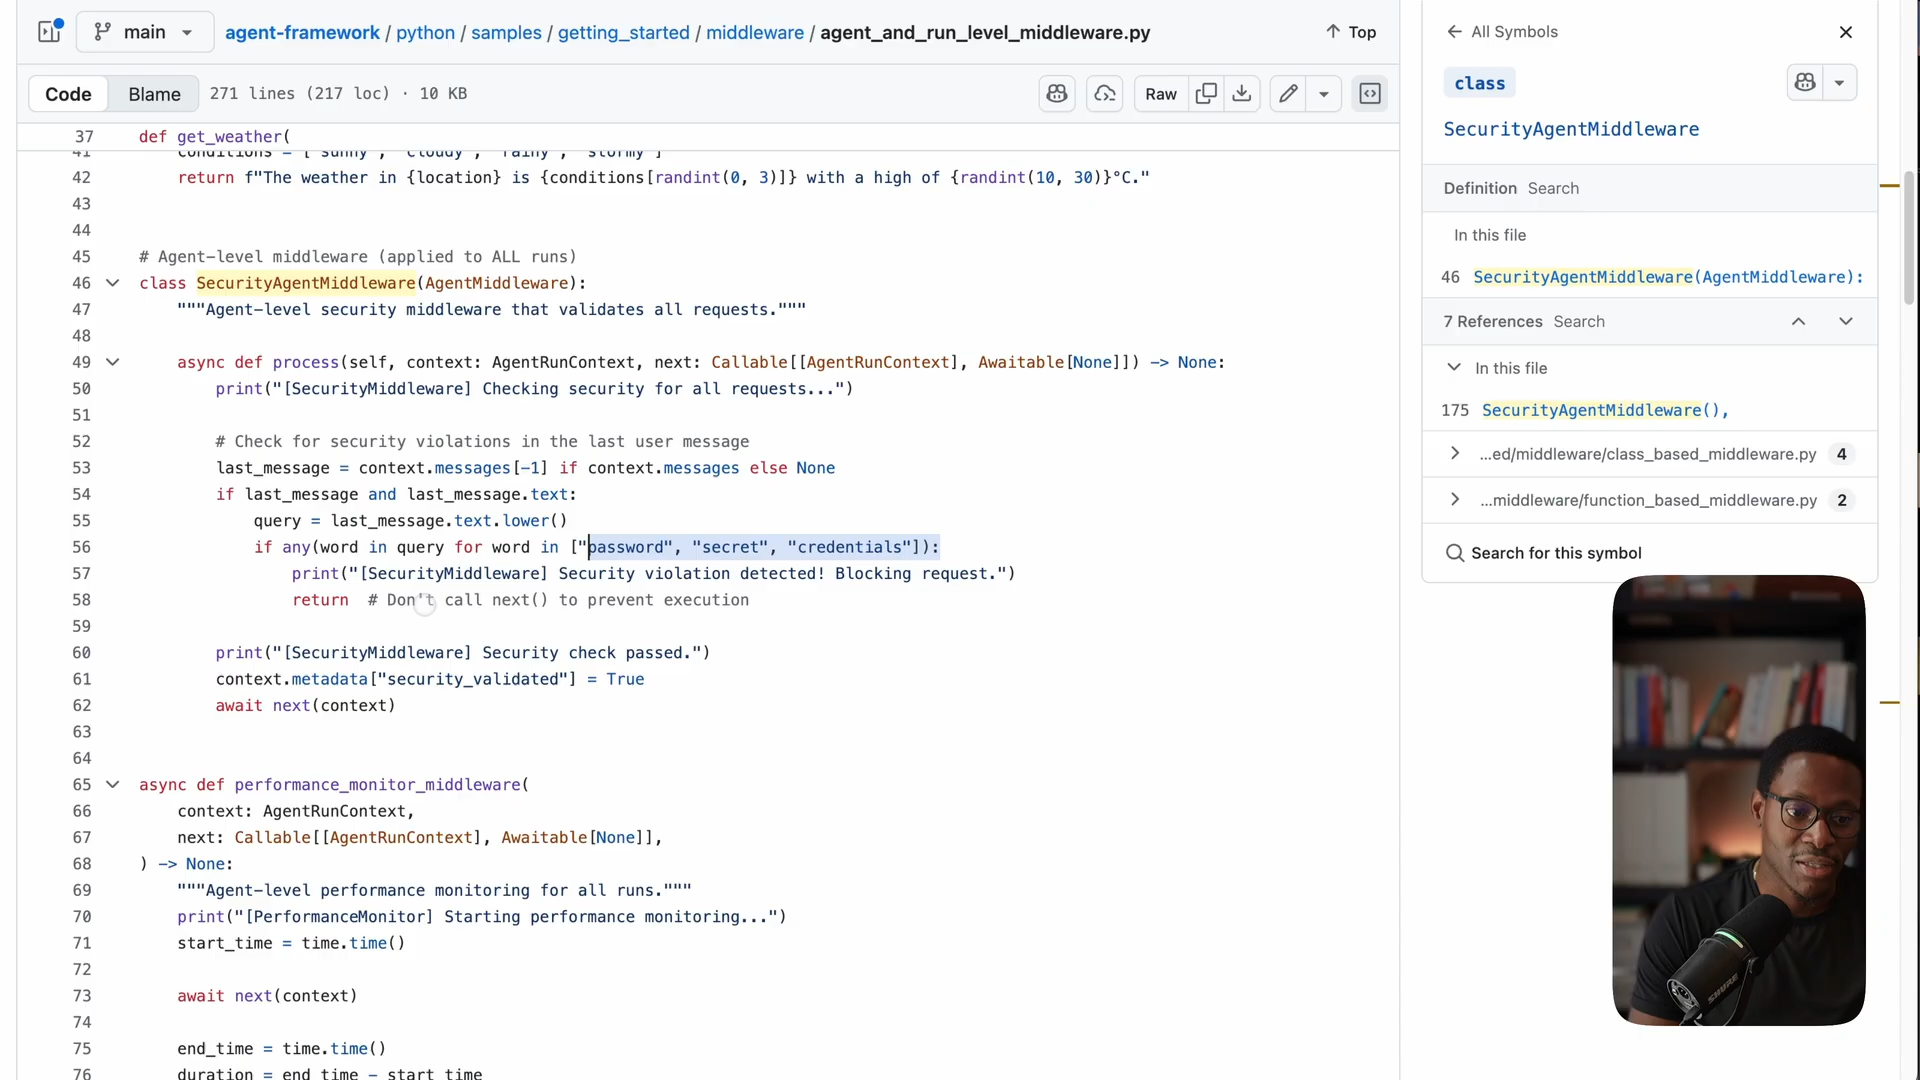 main
agent-framework / python / samples / getting_started / middleware / agent_and_run_level_middleware.py
Top
Code
Blame
271 lines (217 loc) · 10 KB
Raw
37 def get_weather(
41 conditions = ["sunny", "cloudy", "rainy", "stormy"]
42 return f"The weather in {location} is {conditions[randint(0, 3)]} with a high of {randint(10, 30)}°C."
43
44
45 # Agent-level middleware (applied to ALL runs)
46 class SecurityAgentMiddleware(AgentMiddleware):
47 """Agent-level security middleware that validates all requests."""
48
49 async def process(self, context: AgentRunContext, next: Callable[[AgentRunContext], Awaitable[None]]) -> None:
50 print("[SecurityMiddleware] Checking security for all requests...")
51
52 # Check for security violations in the last user message
53 last_message = context.messages[-1] if context.messages else None
54 if last_message and last_message.text:
55 query = last_message.text.lower()
56 if any(word in query for word in ["password", "secret", "credentials"]):
57 print("[SecurityMiddleware] Security violation detected! Blocking request.")
58 return # Don't call next() to prevent execution
59
60 print("[SecurityMiddleware] Security check passed.")
61 context.metadata["security_validated"] = True
62 await next(context)
63
64
65 async def performance_monitor_middleware(
66 context: AgentRunContext,
67 next: Callable[[AgentRunContext], Awaitable[None]],
68 ) -> None:
69 """Agent-level performance monitoring for all runs."""
70 print("[PerformanceMonitor] Starting performance monitoring...")
71 start_time = time.time()
72
73 await next(context)
74
75 end_time = time.time()
76 duration = end_time - start_time
All Symbols
class
SecurityAgentMiddleware
Definition Search
In this file
46 SecurityAgentMiddleware(AgentMiddleware):
7 References Search
In this file
175 SecurityAgentMiddleware(),
...ed/middleware/class_based_middleware.py 4
...middleware/function_based_middleware.py 2
Search for this symbol
SHURE